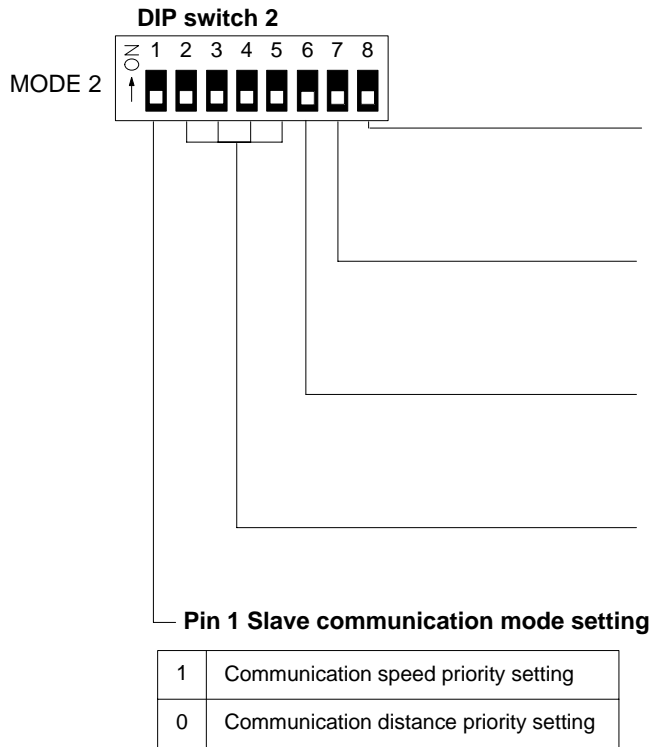 DIP switch 2
ON 1 2 3 4 5 6 7 8
MODE 2
Pin 1 Slave communication mode setting
1 Communication speed priority setting
0 Communication distance priority setting